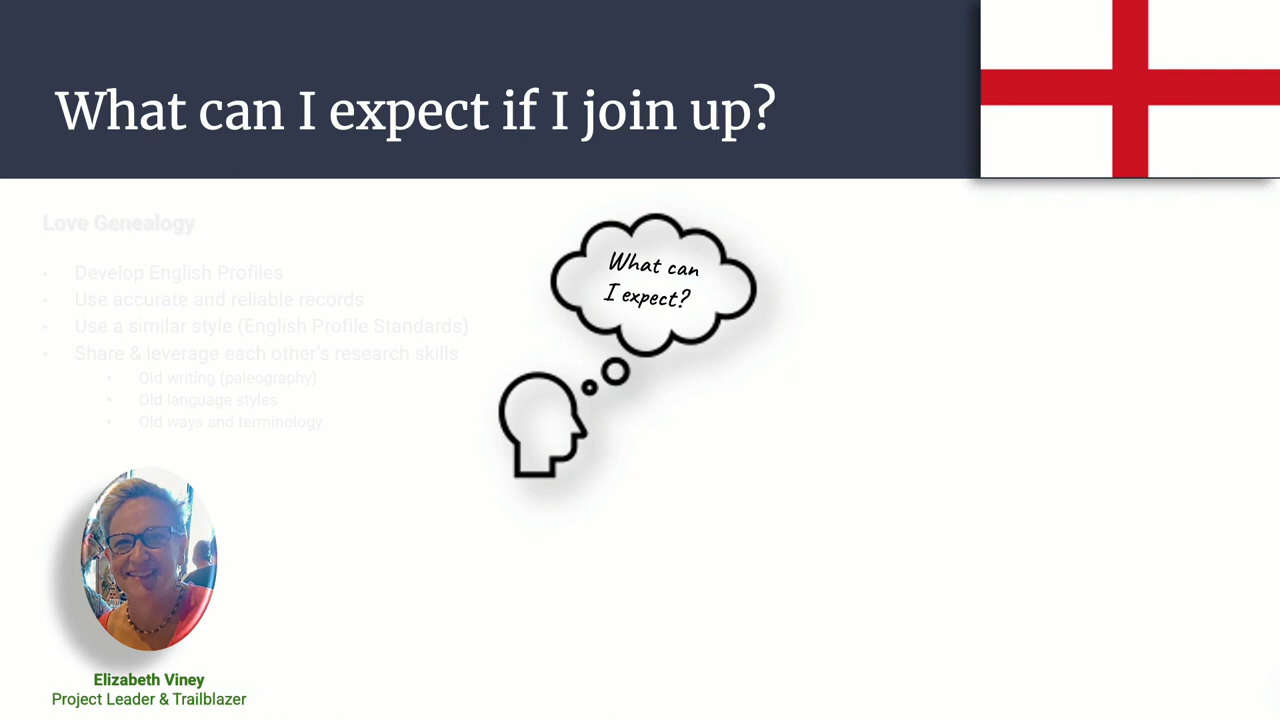 What can I expect if I join up?
Love Genealogy
• Develop English Profiles
• Use accurate and reliable records
• Use a similar style (English Profile Standards)
• Share & leverage each other's research skills
• Old writing (paleography)
• Old language styles
• Old ways and terminology
What can
I expect?
Elizabeth Viney
Project Leader & Trailblazer